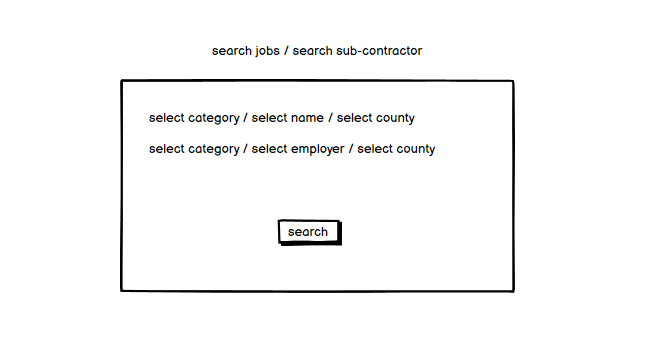 search jobs / search sub-contractor
select category / select name / select county
select category / select employer / select county
search